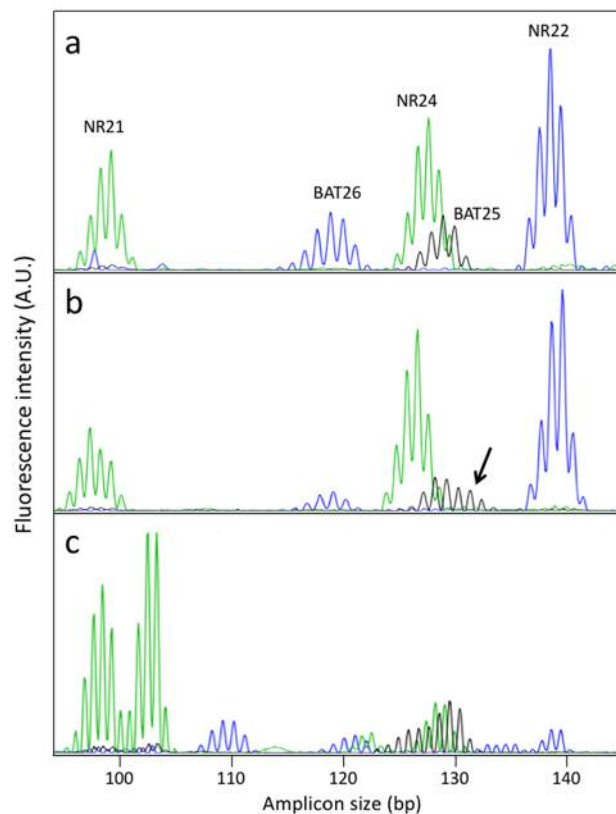 a
NR21
BAT26
NR24
BAT25
NR22
b
c
Fluorescence intensity (A.U.)
100 110 120 130 140
Amplicon size (bp)